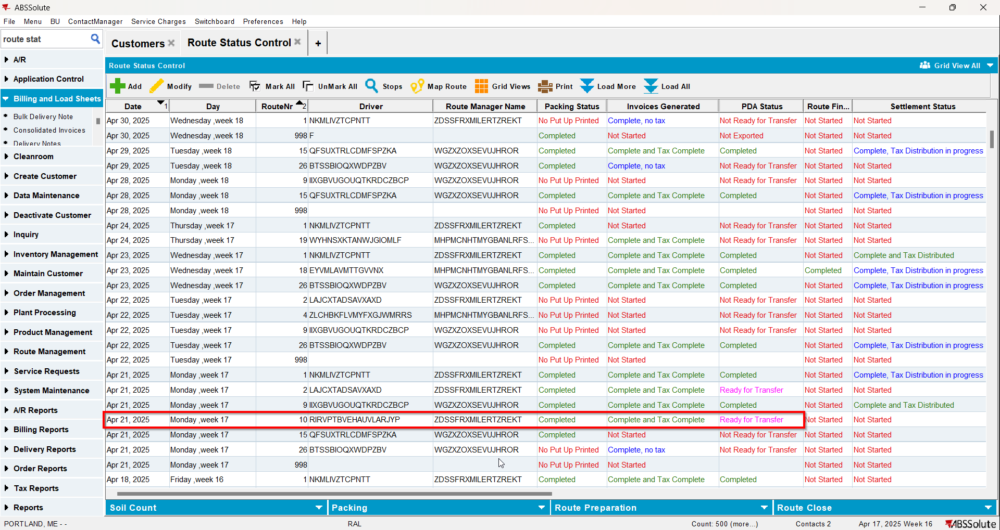 ABSSolute
File Menu BU ContactManager Service Charges Switchboard Preferences Help
route stat
Customers Route Status Control +
Route Status Control Grid View All
Add Modify Delete Mark All UnMark All Stops Map Route Grid Views Print Load More Load All
A/R
Application Control
Billing and Load Sheets
Bulk Delivery Note
Consolidated Invoices
Delivery Notes
Cleanroom
Create Customer
Data Maintenance
Deactivate Customer
Inquiry
Inventory Management
Maintain Customer
Order Management
Plant Processing
Product Management
Route Management
Service Requests
System Maintenance
A/R Reports
Billing Reports
Delivery Reports
Order Reports
Tax Reports
Reports
Date 1 Day RouteNr 2 Driver Route Manager Name Packing Status Invoices Generated PDA Status Route Fin... Settlement Status
Apr 30, 2025 Wednesday ,week 18 1 NKMLIVZTCPNTT ZDSSFRXMILERTZREKT No Put Up Printed Complete, no tax Not Ready for Transfer Not Started Not Started
Apr 30, 2025 Wednesday ,week 18 998 F Completed Not Started Not Exported Not Started Not Started
Apr 29, 2025 Tuesday ,week 18 15 QFSUXTRLCDMFSPZKA WGZXZOXSEVUJHROR Completed Complete and Tax Complete Completed Not Started Complete, Tax Distribution in progress
Apr 29, 2025 Tuesday ,week 18 26 BTSSBIOQXWDPZBV WGZXZOXSEVUJHROR Completed Complete, no tax Not Ready for Transfer Not Started Not Started
Apr 28, 2025 Monday ,week 18 9 IIXGBVUGOUQTKRDCZBCP WGZXZOXSEVUJHROR No Put Up Printed Not Started Not Ready for Transfer Not Started Not Started
Apr 28, 2025 Monday ,week 18 15 QFSUXTRLCDMFSPZKA WGZXZOXSEVUJHROR Completed Complete and Tax Complete Completed Not Started Complete, Tax Distribution in progress
Apr 28, 2025 Monday ,week 18 998 No Put Up Printed Not Started Not Started Not Started
Apr 24, 2025 Thursday ,week 17 1 NKMLIVZTCPNTT ZDSSFRXMILERTZREKT Completed Not Started Not Ready for Transfer Not Started Not Started
Apr 24, 2025 Thursday ,week 17 19 WYHNSXKTANWJGIOMLF MHPMCNHTMYGBANLRFS... No Put Up Printed Complete and Tax Complete Not Ready for Transfer Not Started Not Started
Apr 23, 2025 Wednesday ,week 17 1 NKMLIVZTCPNTT ZDSSFRXMILERTZREKT Completed Complete and Tax Complete Completed Not Started Complete and Tax Distributed
Apr 23, 2025 Wednesday ,week 17 18 EYVMLAVMTTGVVNX MHPMCNHTMYGBANLRFS... Completed Complete and Tax Complete Completed Completed Complete, Tax Distribution in progress
Apr 23, 2025 Wednesday ,week 17 26 BTSSBIOQXWDPZBV WGZXZOXSEVUJHROR Completed Complete and Tax Complete Completed Not Started Complete, Tax Distribution in progress
Apr 22, 2025 Tuesday ,week 17 2 LAJCXTADSAVXAXD ZDSSFRXMILERTZREKT No Put Up Printed Not Started Not Ready for Transfer Not Started Not Started
Apr 22, 2025 Tuesday ,week 17 4 ZLCHBKFLVMYFXGJWMRRS MHPMCNHTMYGBANLRFS... No Put Up Printed Not Started Not Ready for Transfer Not Started Not Started
Apr 22, 2025 Tuesday ,week 17 9 IIXGBVUGOUQTKRDCZBCP WGZXZOXSEVUJHROR No Put Up Printed Not Started Not Ready for Transfer Not Started Not Started
Apr 22, 2025 Tuesday ,week 17 26 BTSSBIOQXWDPZBV WGZXZOXSEVUJHROR Completed Complete and Tax Complete Completed Not Started Complete, Tax Distribution in progress
Apr 22, 2025 Tuesday ,week 17 998 No Put Up Printed Not Started Not Started Not Started
Apr 21, 2025 Monday ,week 17 1 NKMLIVZTCPNTT ZDSSFRXMILERTZREKT Completed Complete and Tax Complete Completed Not Started Complete, Tax Distribution in progress
Apr 21, 2025 Monday ,week 17 2 LAJCXTADSAVXAXD ZDSSFRXMILERTZREKT Completed Complete and Tax Complete Ready for Transfer Not Started Not Started
Apr 21, 2025 Monday ,week 17 9 IIXGBVUGOUQTKRDCZBCP WGZXZOXSEVUJHROR Completed Complete and Tax Complete Completed Not Started Complete and Tax Distributed
Apr 21, 2025 Monday ,week 17 10 RIRVPTBVEHAUVLARJYP ZDSSFRXMILERTZREKT Completed Complete and Tax Complete Ready for Transfer Not Started Not Started
Apr 21, 2025 Monday ,week 17 15 QFSUXTRLCDMFSPZKA WGZXZOXSEVUJHROR Completed Not Started Not Ready for Transfer Not Started Not Started
Apr 21, 2025 Monday ,week 17 26 BTSSBIOQXWDPZBV WGZXZOXSEVUJHROR No Put Up Printed Complete, no tax Not Ready for Transfer Not Started Not Started
Apr 21, 2025 Monday ,week 17 998 No Put Up Printed Not Started Not Started Not Started
Apr 18, 2025 Friday ,week 16 1 NKMLIVZTCPNTT ZDSSFRXMILERTZREKT Completed Complete and Tax Complete Completed Not Started Not Started
Soil Count Packing Route Preparation Route Close
PORTLAND, ME - - RAL Count: 500 (more...) Contacts 2 Apr 17, 2025 Week 16 ABSSolute